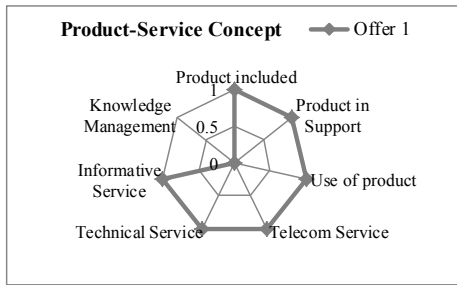 Product-Service Concept
Offer 1
Product included
1
Knowledge
Management
Product in
Support
0.5
0
Informative
Service
Use of product
Technical Service
Telecom Service